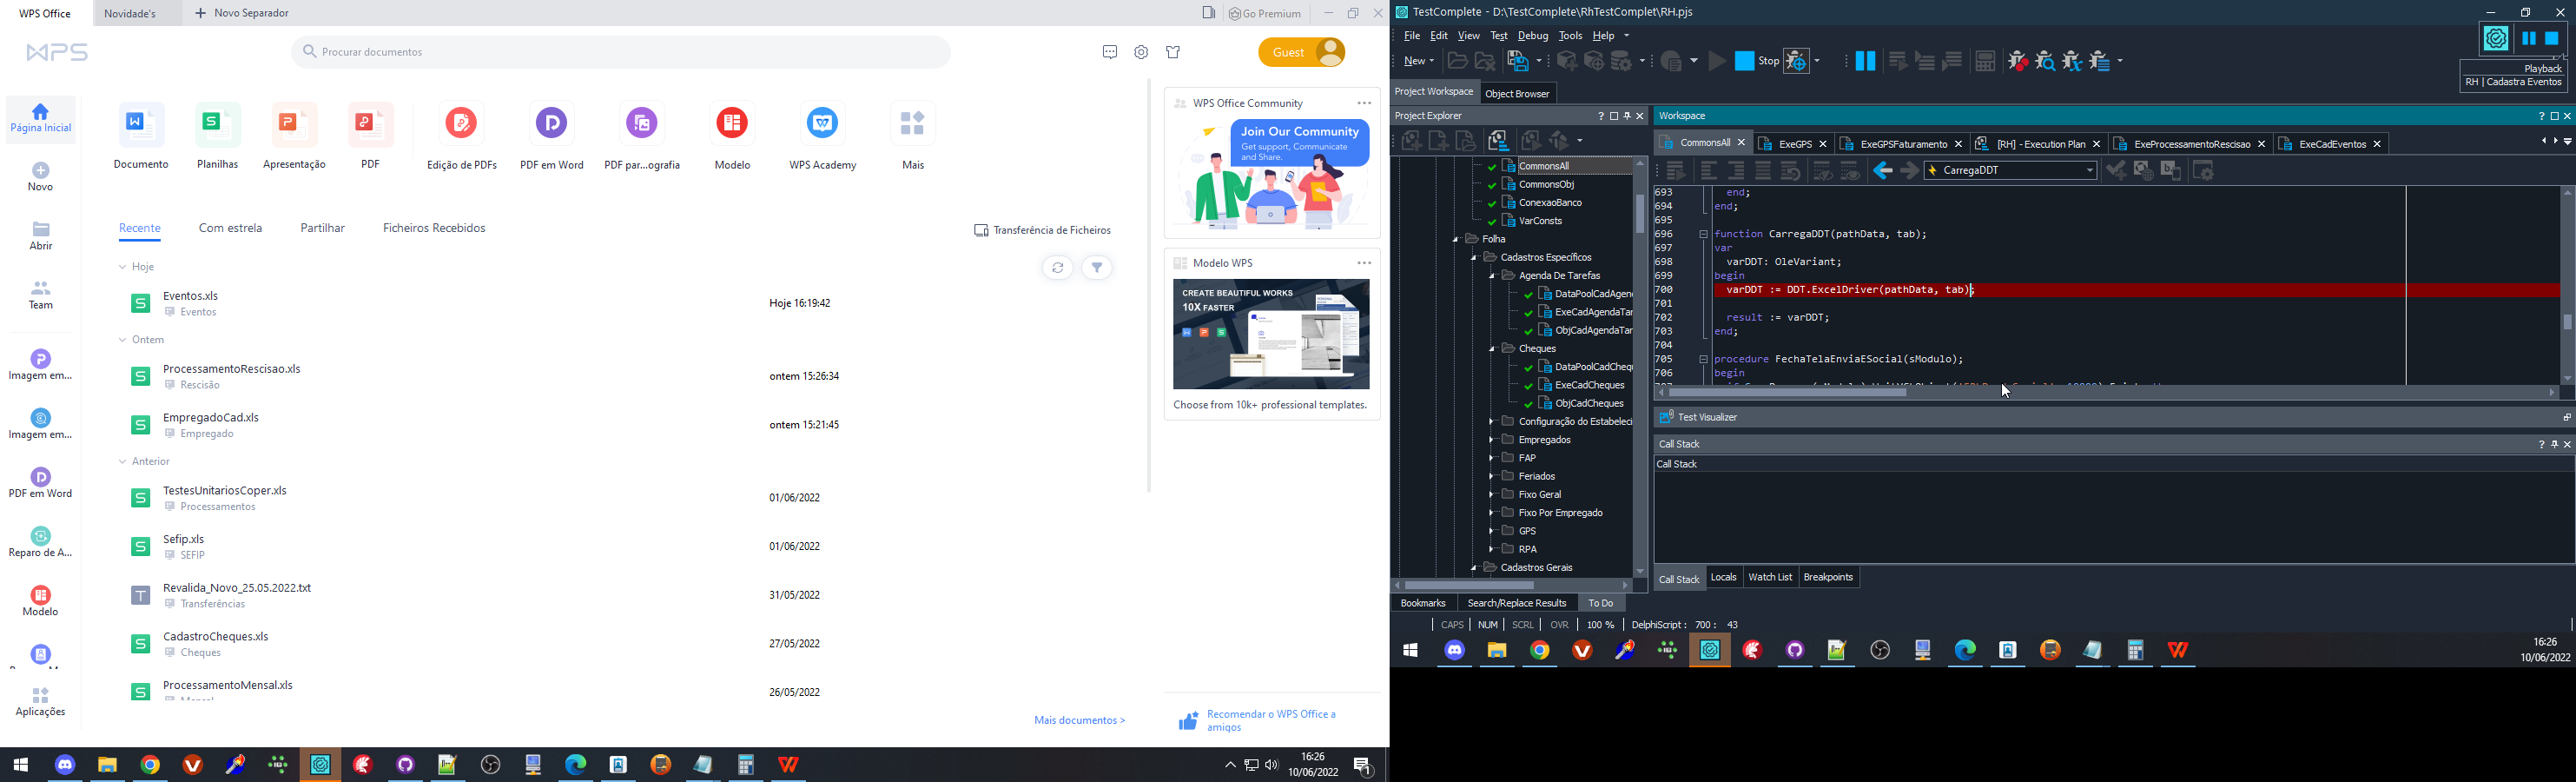 WPS Office
Novidade's
Novo Separador
Go Premium
WPS
Procurar documentos
Guest
Página Inicial
Novo
Abrir
Team
Imagem em...
Imagem em...
PDF em Word
Reparo de A...
Modelo
Aplicações
Documento
Planilhas
Apresentação
PDF
Edição de PDFs
PDF em Word
PDF par...ografia
Modelo
WPS Academy
Mais
Recente
Com estrela
Partilhar
Ficheiros Recebidos
Transferência de Ficheiros
Hoje
Eventos.xls
Eventos
Hoje 16:19:42
Ontem
ProcessamentoRescisao.xls
Rescisão
ontem 15:26:34
EmpregadoCad.xls
Empregado
ontem 15:21:45
Anterior
TestesUnitariosCoper.xls
Processamentos
01/06/2022
Sefip.xls
SEFIP
01/06/2022
Revalida_Novo_25.05.2022.txt
Transferências
31/05/2022
CadastroCheques.xls
Cheques
27/05/2022
ProcessamentoMensal.xls
26/05/2022
Mais documentos >
WPS Office Community
Join Our Community
Get support, Communicate
and Share.
Modelo WPS
CREATE BEAUTIFUL WORKS
10X FASTER
Choose from 10k+ professional templates.
Recomendar o WPS Office a
amigos
16:26
10/06/2022
TestComplete - D:\TestComplete\RhTestComplet\RH.pjs
File Edit View Test Debug Tools Help
New
Stop
Playback
RH | Cadastra Eventos
Project Workspace
Object Browser
Project Explorer
CommonsAll
CommonsObj
ConexaoBanco
VarConsts
Folha
Cadastros Específicos
Agenda De Tarefas
DataPoolCadAgen
ExeCadAgendaTar
ObjCadAgendaTar
Cheques
DataPoolCadCheq
ExeCadCheques
ObjCadCheques
Configuração do Estabeleci
Empregados
FAP
Feriados
Fixo Geral
Fixo Por Empregado
GPS
RPA
Cadastros Gerais
Workspace
CommonsAll
ExeGPS
ExeGPSFaturamento
[RH] - Execution Plan
ExeProcessamentoRescisao
ExeCadEventos
CarregaDDT
693 end;
694 end;
695
696 function CarregaDDT(pathData, tab);
697 var
698 varDDT: OleVariant;
699 begin
700 varDDT := DDT.ExcelDriver(pathData, tab);
701
702 result := varDDT;
703 end;
704
705 procedure FechaTelaEnviaESocial(sModulo);
706 begin
Test Visualizer
Call Stack
Call Stack
Call Stack
Locals
Watch List
Breakpoints
Bookmarks
Search/Replace Results
To Do
CAPS
NUM
SCRL
OVR
100 %
DelphiScript : 700 : 43
16:26
10/06/2022